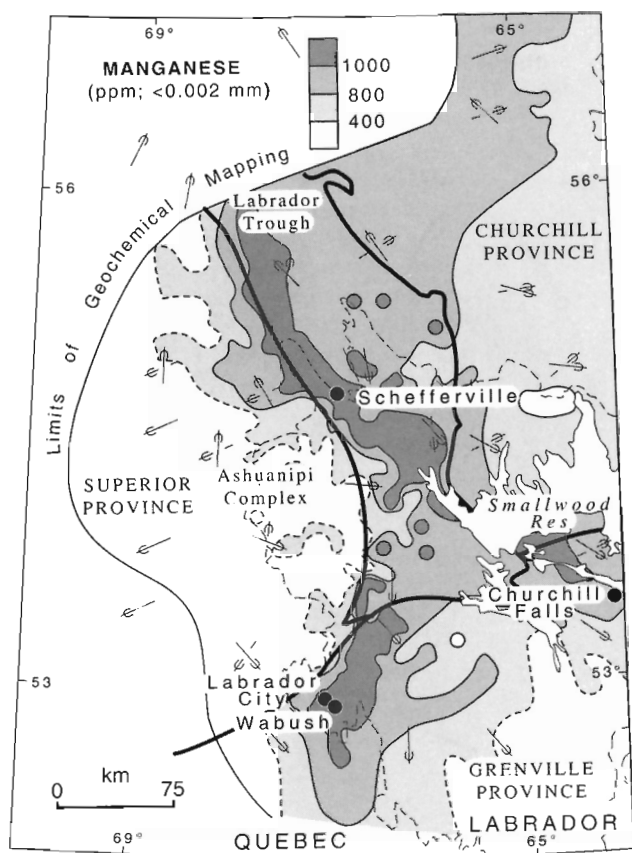 69°
65°
MANGANESE
(ppm; <0.002 mm)
1000
800
400
56
56°
Limits of Geochemical Mapping
Labrador
Trough
CHURCHILL
PROVINCE
Schefferville
SUPERIOR
PROVINCE
Ashuanipi
Complex
Smallwood
Res
Churchill
Falls
53
53°
Labrador
City
Wabush
km
0 75
GRENVILLE
PROVINCE
LABRADOR
69°
QUEBEC
65°